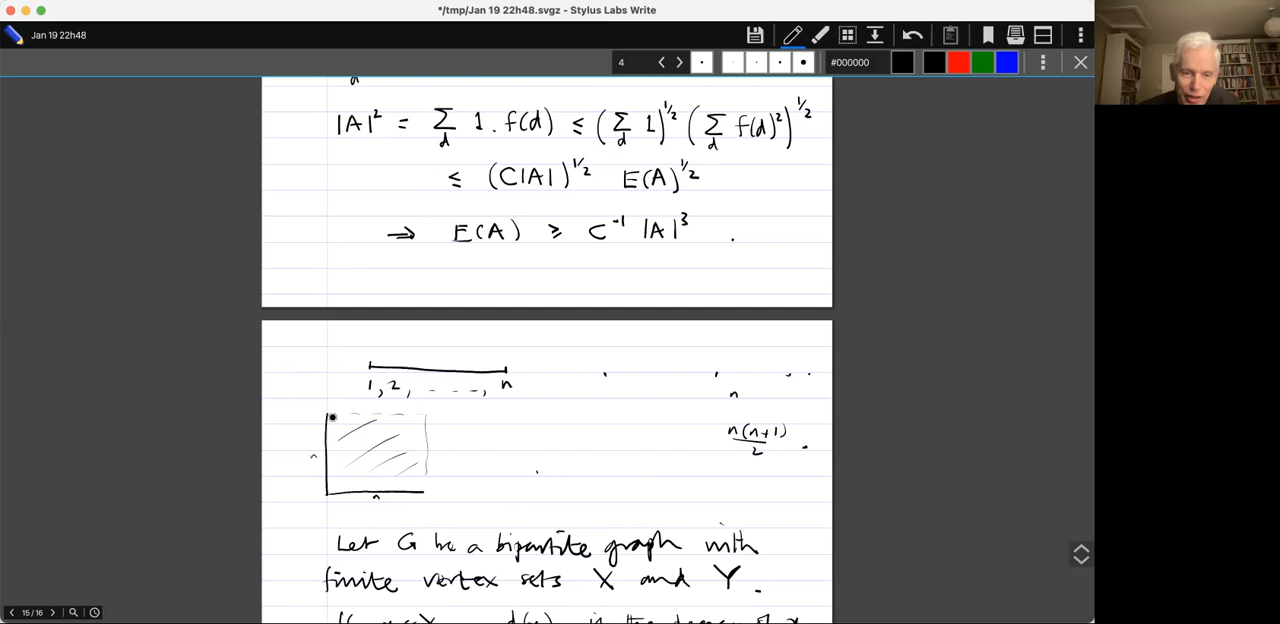 */tmp/Jan 19 22h48.svgz - Stylus Labs Write
Jan 19 22h48
4
#000000
|A|² = Σ_d 1 . f(d) ≤ (Σ_d 1)^{1/2} (Σ_d f(d)²)^{1/2}
≤ (C|A|)^{1/2} E(A)^{1/2}
⇒ E(A) ≥ C^{-1} |A|³ .
1, 2, - - - -, n
n
n(n+1)/2 .
n
n
Let G be a bipartite graph with
finite vertex sets X and Y .
15/16